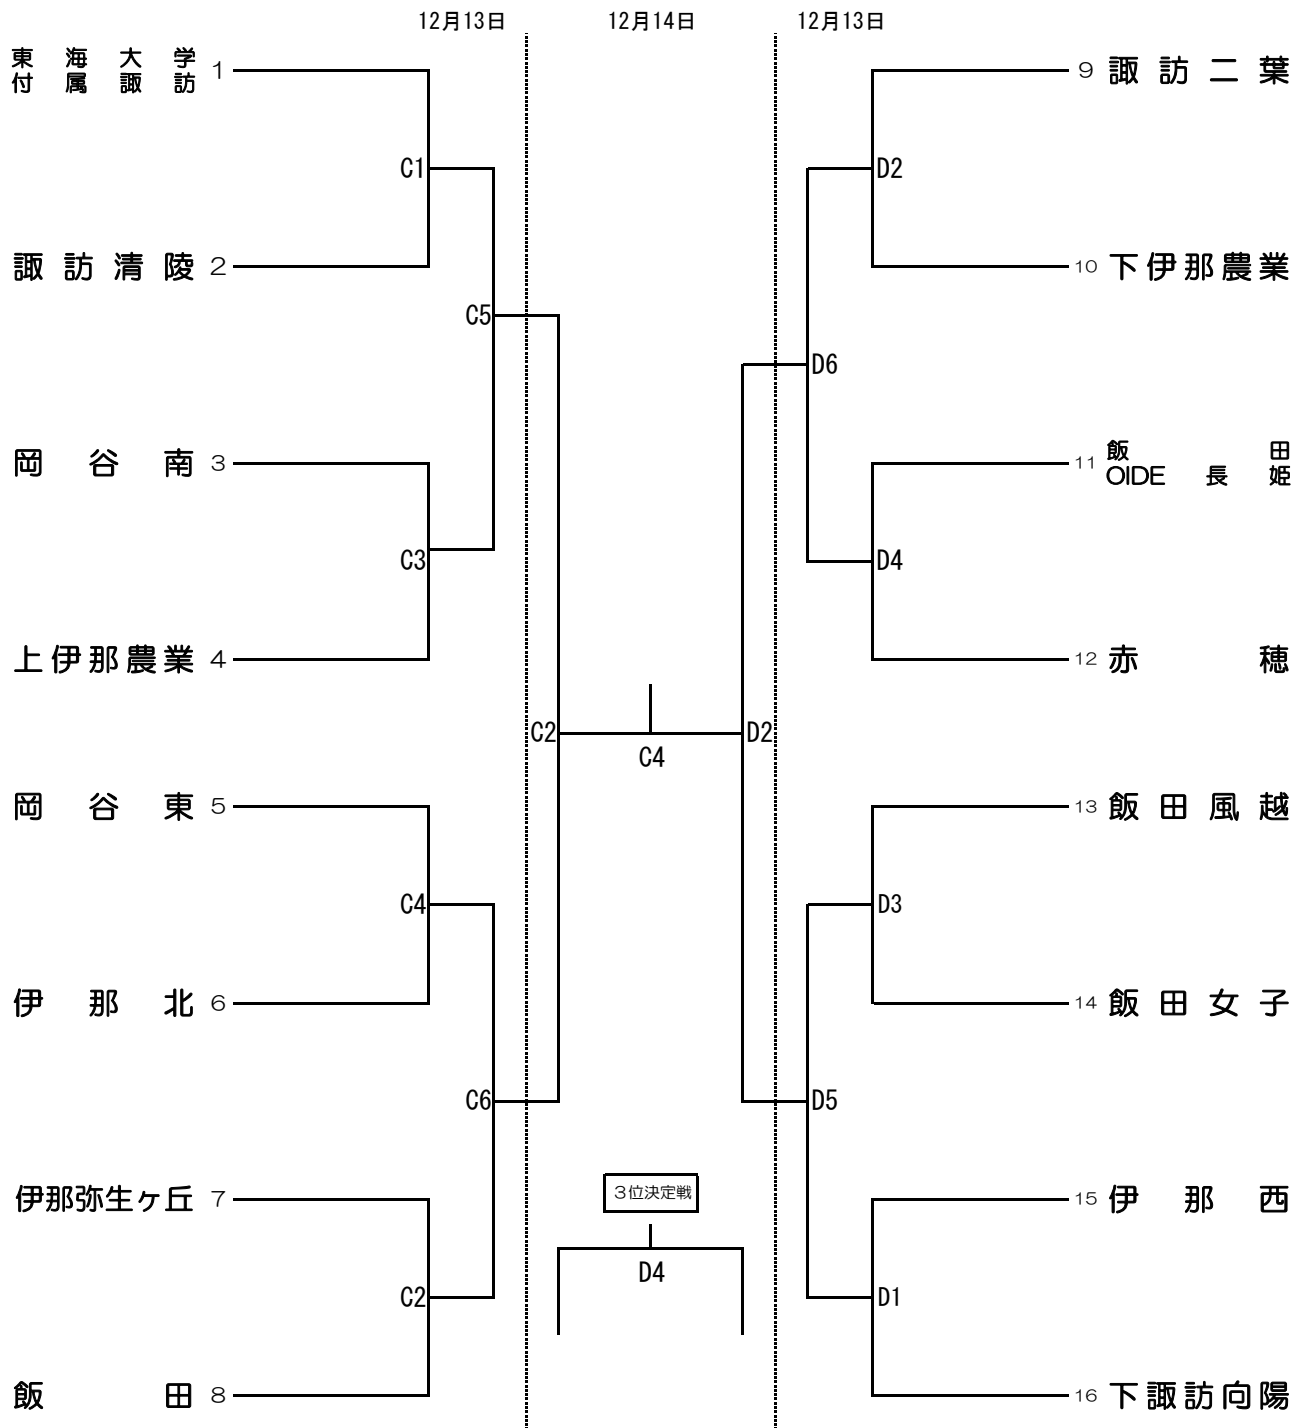 12月13日 12月14日 12月13日
東海大学
付属諏訪 1
C1
諏訪清陵 2
C5
岡谷南 3
C3
上伊那農業 4
岡谷東 5
C4
伊那北 6
C6
伊那弥生ヶ丘 7
C2
飯田 8
C2
C4
D2
3位決定戦
D4
9 諏訪二葉
D2
10 下伊那農業
D6
11 飯田
OIDE長姫
D4
12 赤穂
13 飯田風越
D3
14 飯田女子
D5
15 伊那西
D1
16 下諏訪向陽